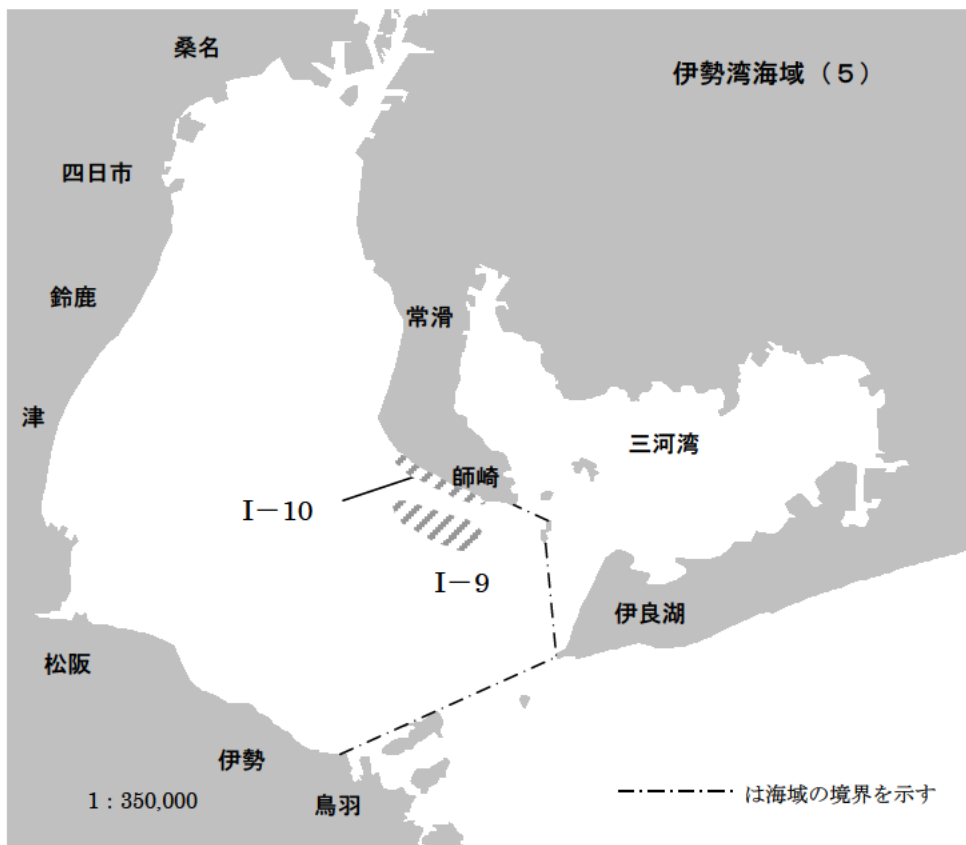 桑名
伊勢湾海域（５）
四日市
鈴鹿
常滑
津
三河湾
師崎
I－10
I－9
伊良湖
松阪
伊勢
1：350,000
鳥羽
は海域の境界を示す